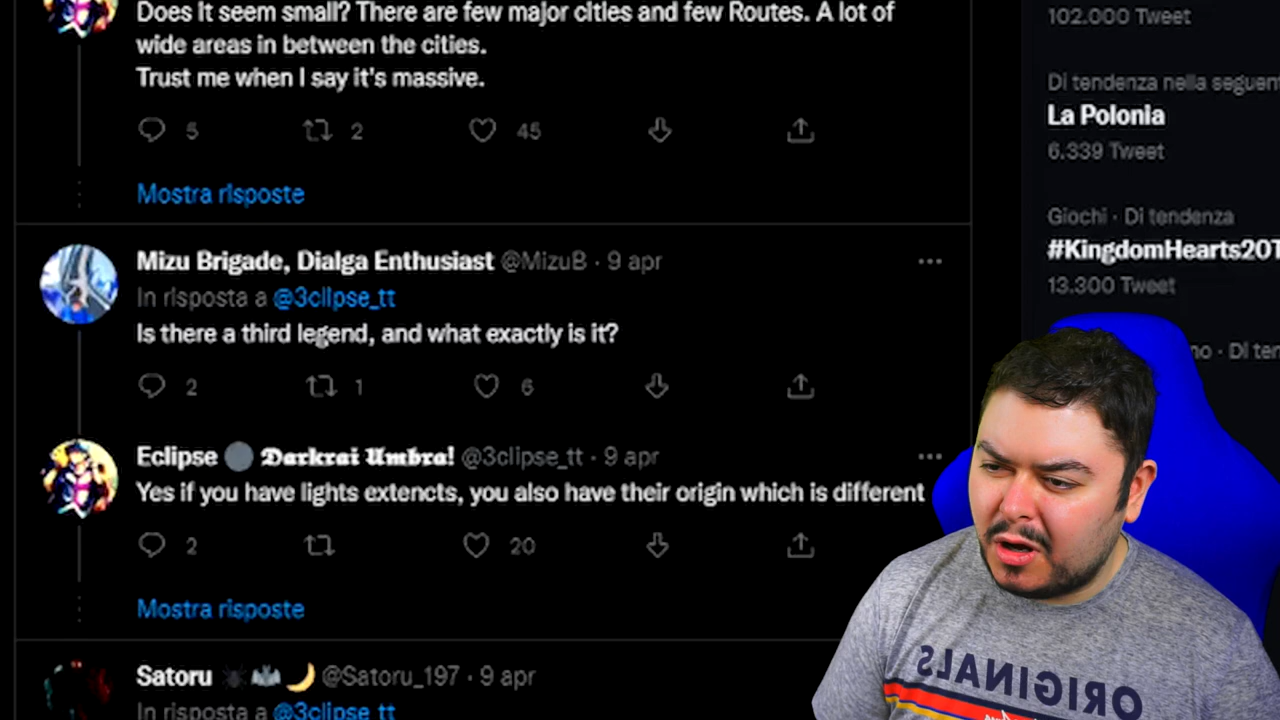 Does it seem small? There are few major cities and few Routes. A lot of
wide areas in between the cities.
Trust me when I say it's massive.
5 2 45
Mostra risposte
Mizu Brigade, Dialga Enthusiast @MizuB · 9 apr
In risposta a @3clipse_tt
Is there a third legend, and what exactly is it?
2 1 6
Eclipse 𝕯𝖆𝖗𝖐𝖗𝖆𝖎 𝖀𝖒𝖇𝖗𝖆! @3clipse_tt · 9 apr
Yes if you have lights extencts, you also have their origin which is different
2 20
Mostra risposte
Satoru @Satoru_197 · 9 apr
In risposta a @3clipse_tt
102.000 Tweet
Di tendenza nella seguen
La Polonia
6.339 Tweet
Giochi · Di tendenza
#KingdomHearts20T
13.300 Tweet
no · Di ten
ORIGINALS